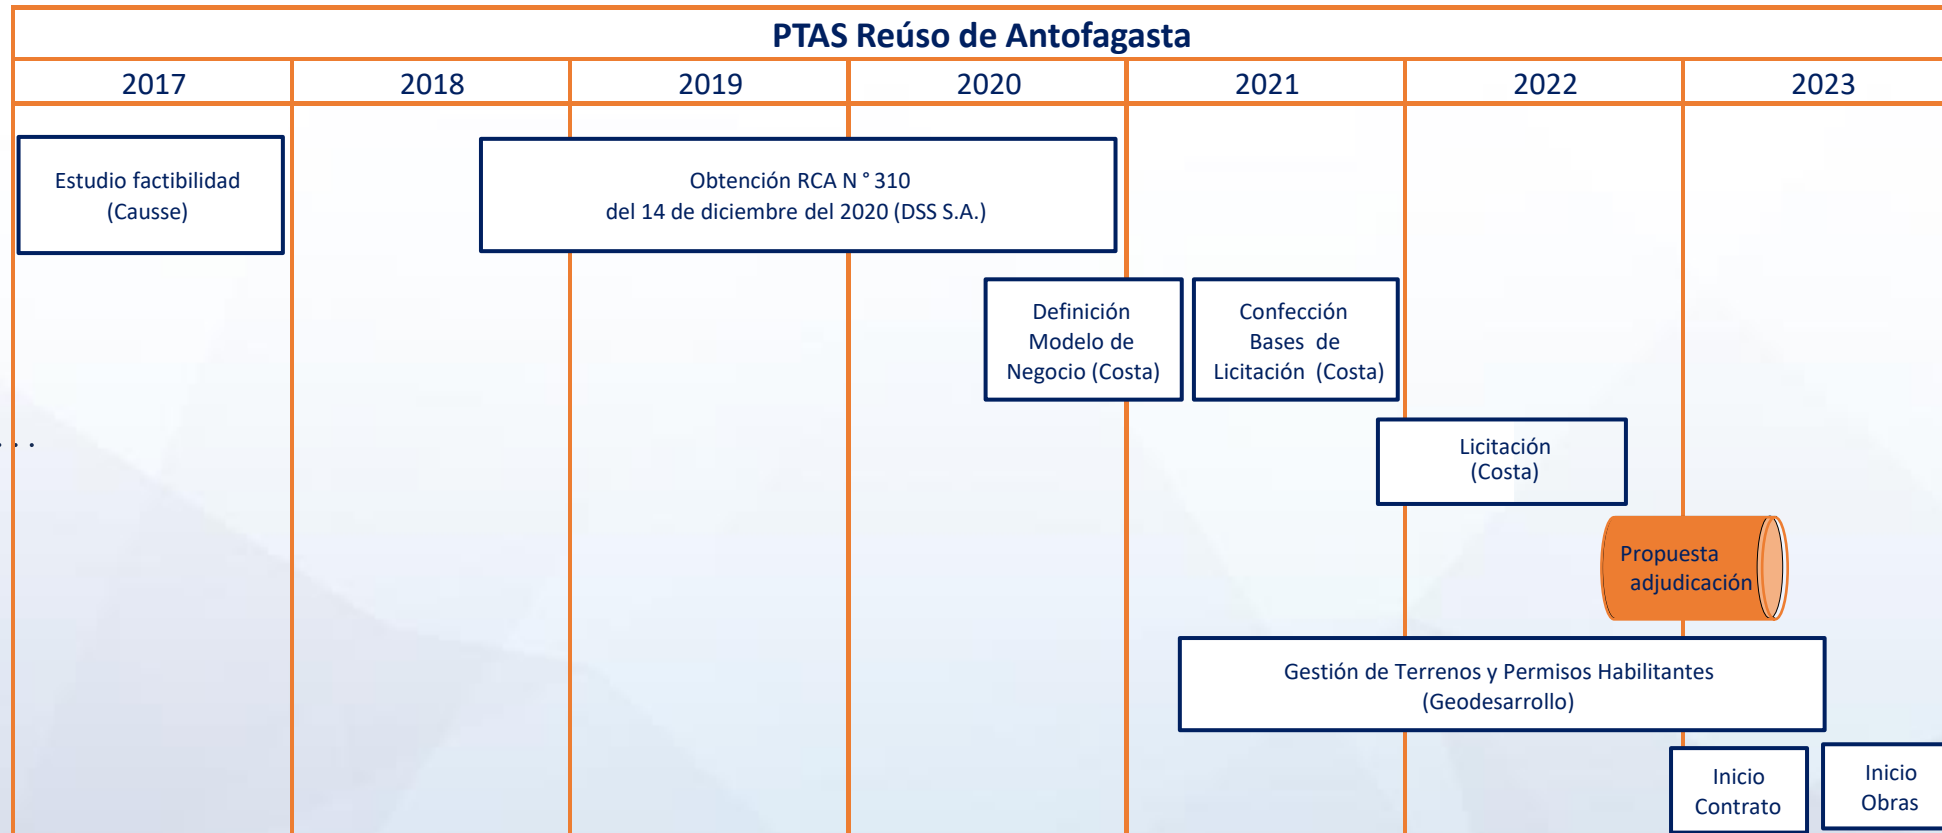 PTAS Reúso de Antofagasta
2017 2018 2019 2020 2021 2022 2023
Estudio factibilidad
(Causse)
Obtención RCA N ° 310
del 14 de diciembre del 2020 (DSS S.A.)
Definición
Modelo de
Negocio (Costa)
Confección
Bases de
Licitación (Costa)
. . .
Licitación
(Costa)
Propuesta
adjudicación
Gestión de Terrenos y Permisos Habilitantes
(Geodesarrollo)
Inicio
Contrato
Inicio
Obras